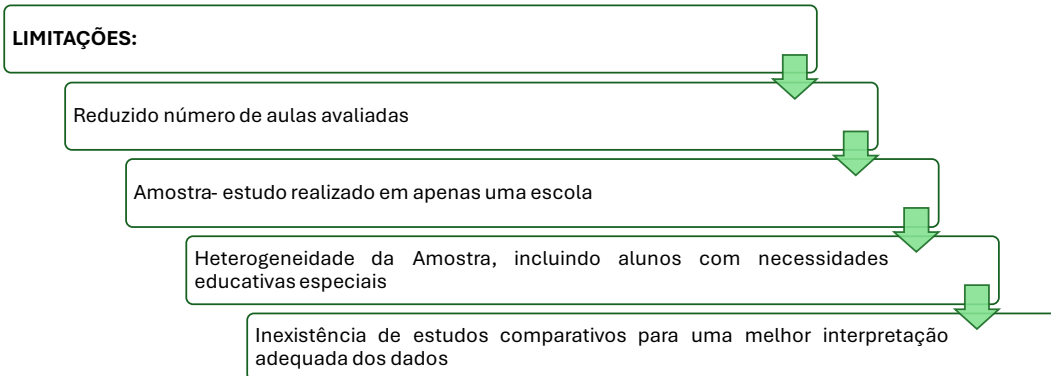 LIMITAÇÕES:
Reduzido número de aulas avaliadas
Amostra- estudo realizado em apenas uma escola
Heterogeneidade da Amostra, incluindo alunos com necessidades
educativas especiais
Inexistência de estudos comparativos para uma melhor interpretação
adequada dos dados